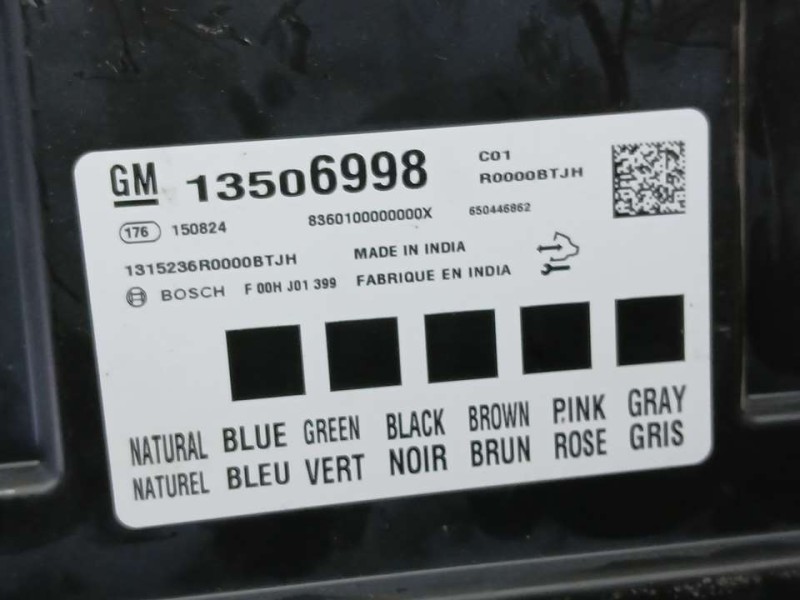 GM 13506998 C01
R0000BTJH
176 150824 8360100000000X 650446862
1315236R0000BTJH MADE IN INDIA
BOSCH F 00H J01 399 FABRIQUE EN INDIA
NATURAL BLUE GREEN BLACK BROWN PINK GRAY
NATUREL BLEU VERT NOIR BRUN ROSE GRIS